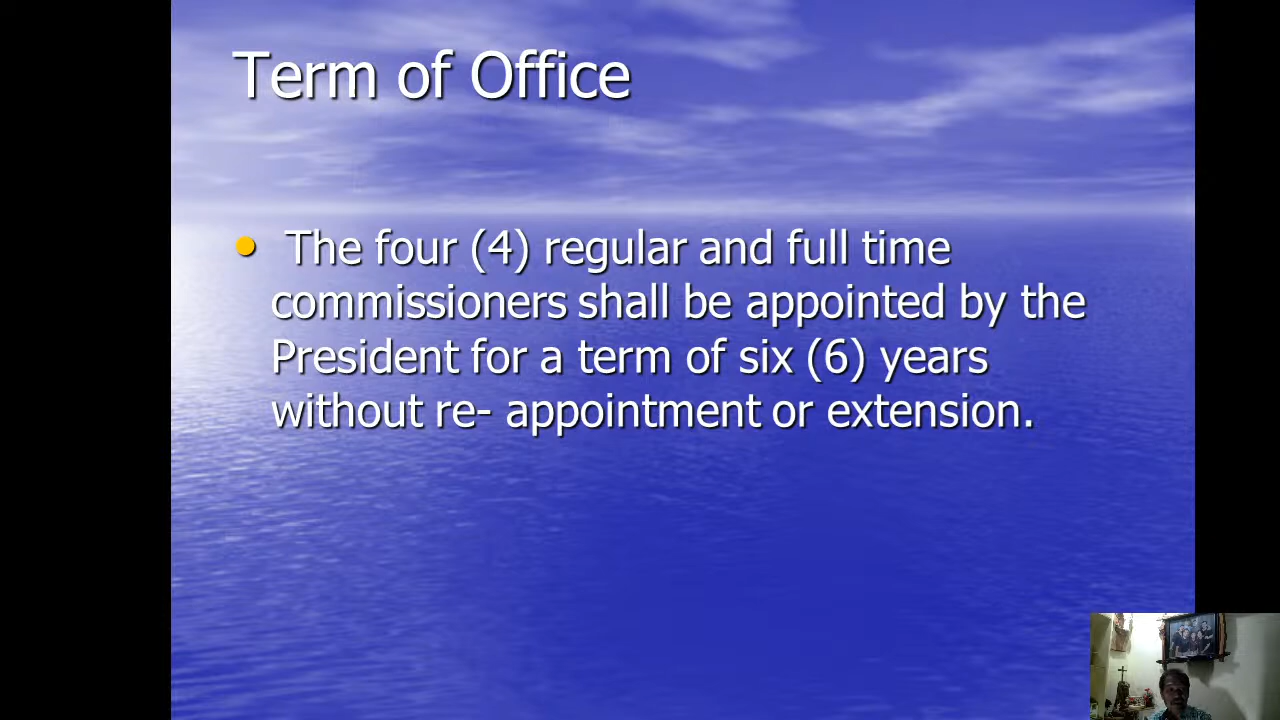 Term of Office
• The four (4) regular and full time
commissioners shall be appointed by the
President for a term of six (6) years
without re- appointment or extension.